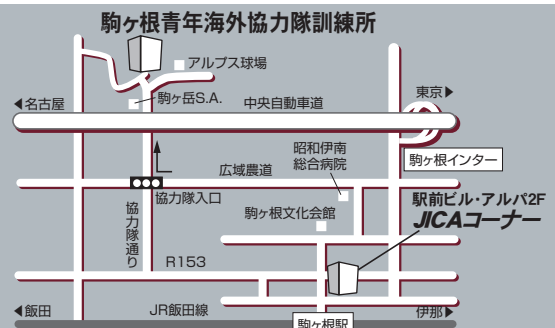 駒ヶ根青年海外協力隊訓練所
アルプス球場
駒ヶ岳S.A.
◀名古屋
中央自動車道
東京▶
駒ヶ根インター
昭和伊南
総合病院
広域農道
協力隊入口
協力隊通り
駒ヶ根文化会館
駅前ビル・アルパ2F
JICAコーナー
R153
◀飯田
JR飯田線
駒ヶ根駅
伊那▶